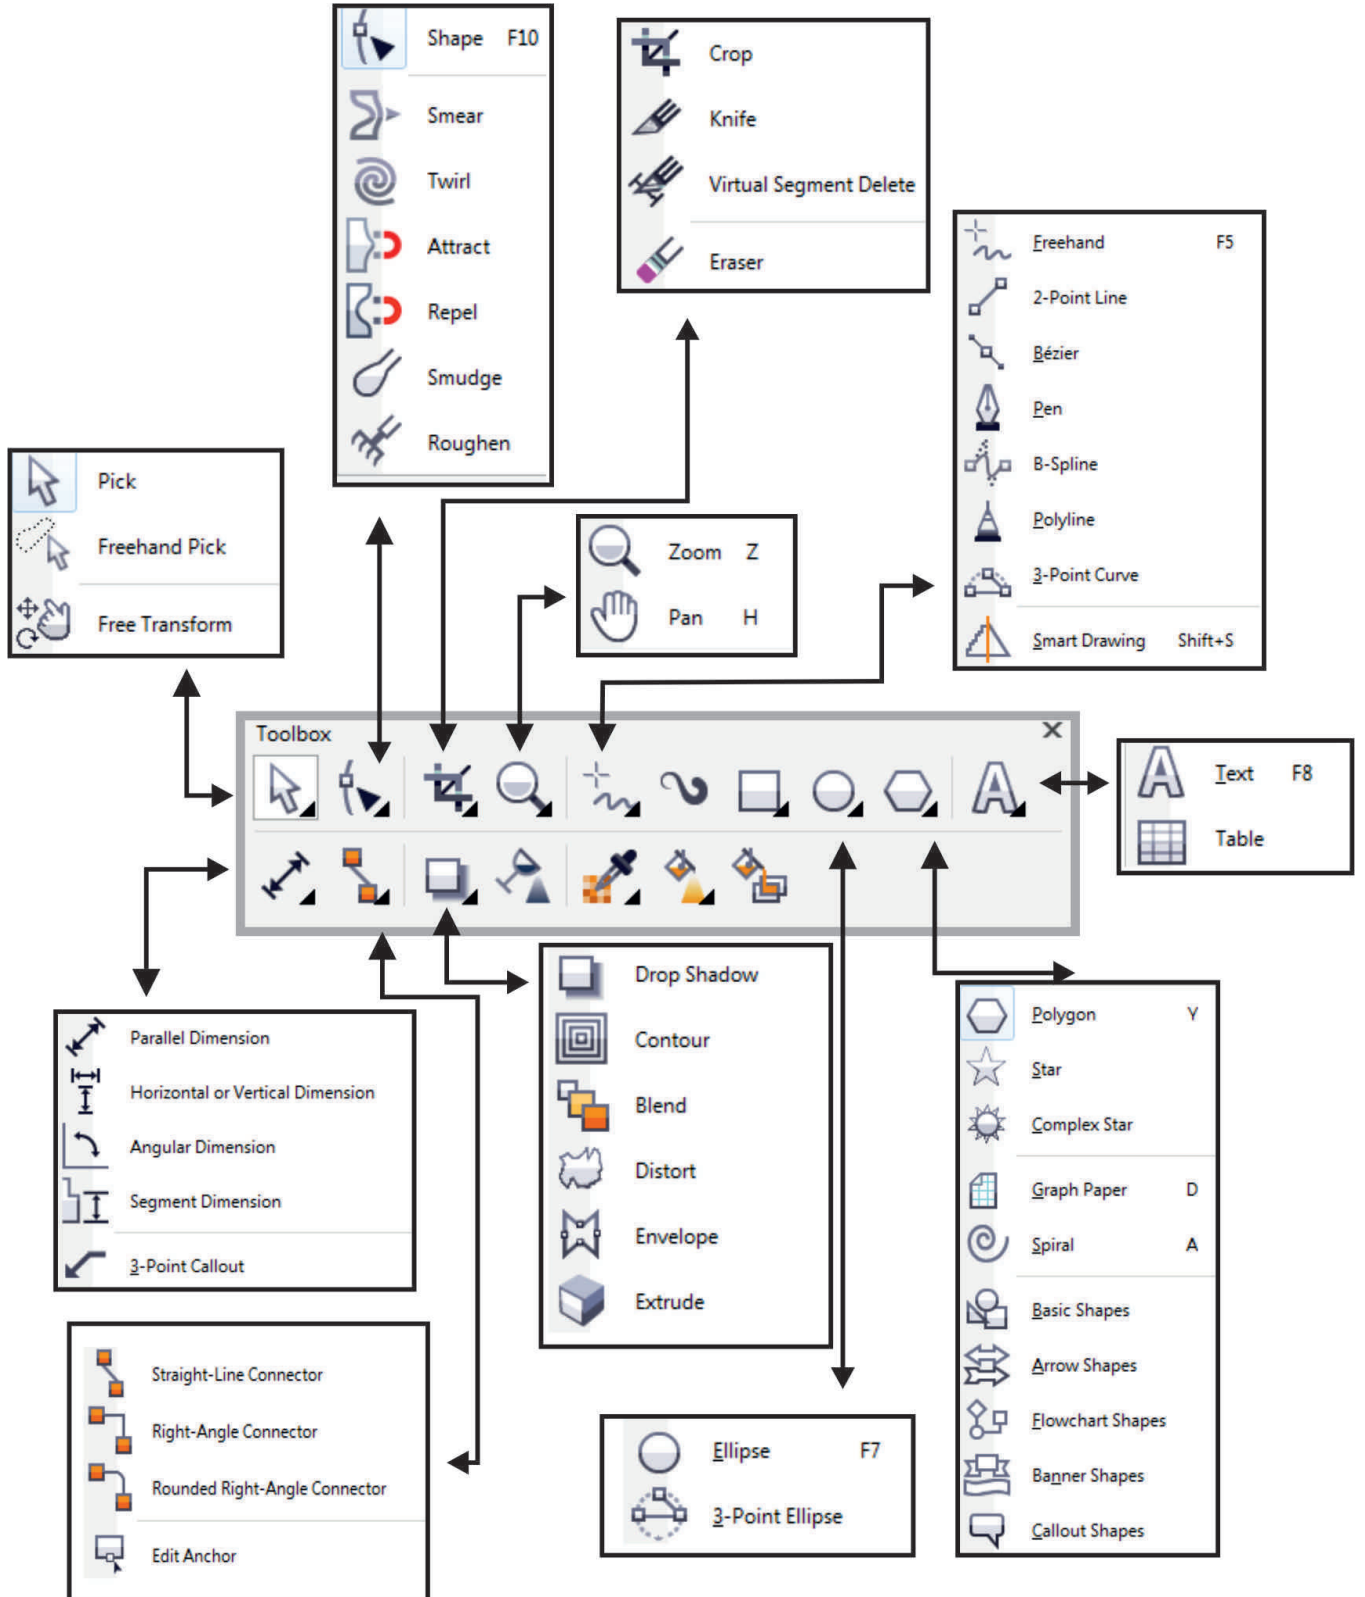 Shape F10
Smear
Twirl
Attract
Repel
Smudge
Roughen
Crop
Knife
Virtual Segment Delete
Eraser
Freehand F5
2-Point Line
Bézier
Pen
B-Spline
Polyline
3-Point Curve
Smart Drawing Shift+S
Pick
Freehand Pick
Free Transform
Zoom Z
Pan H
Toolbox
Text F8
Table
Parallel Dimension
Horizontal or Vertical Dimension
Angular Dimension
Segment Dimension
3-Point Callout
Drop Shadow
Contour
Blend
Distort
Envelope
Extrude
Polygon Y
Star
Complex Star
Graph Paper D
Spiral A
Basic Shapes
Arrow Shapes
Flowchart Shapes
Banner Shapes
Callout Shapes
Straight-Line Connector
Right-Angle Connector
Rounded Right-Angle Connector
Edit Anchor
Ellipse F7
3-Point Ellipse